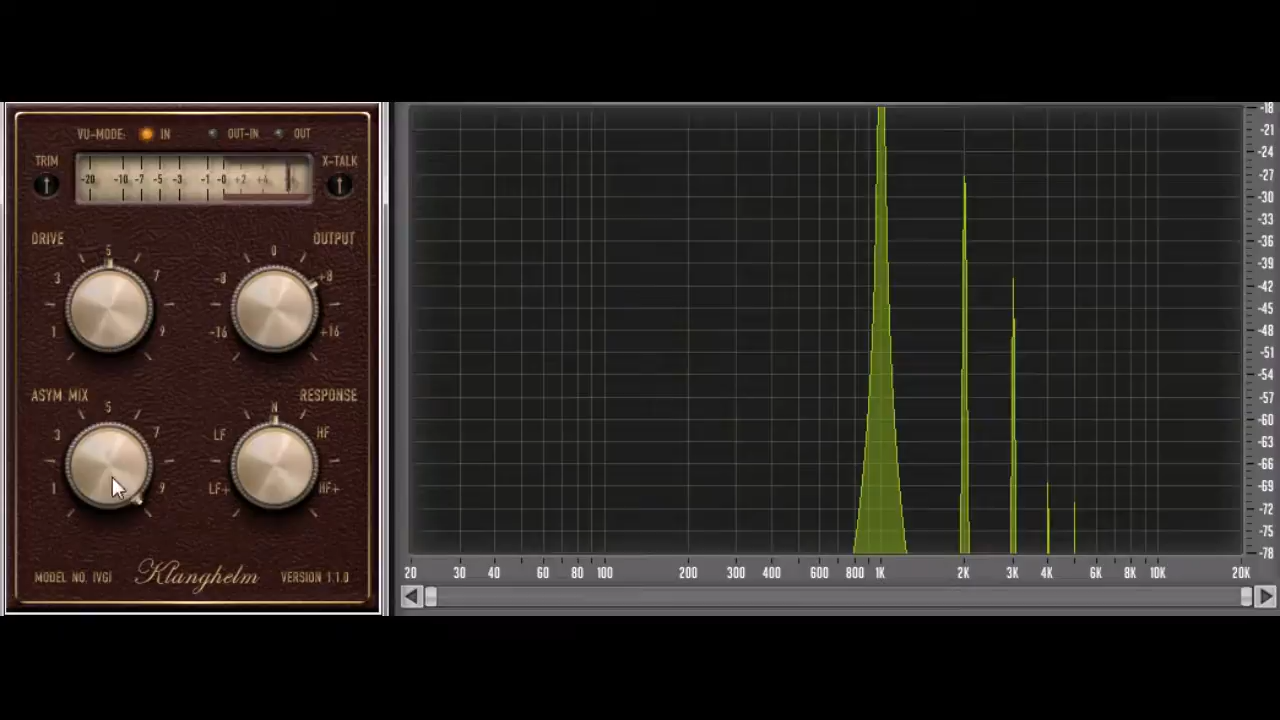 VU-MODE: IN OUT-IN OUT
TRIM X-TALK
-20 -10 -7 -5 -3 -1 -0 +2 +4
DRIVE OUTPUT
1 3 5 7 9
-16 -8 0 +8 +16
ASYM MIX RESPONSE
1 3 5 7 9
LF+ LF N HF HF+
MODEL NO. IVGI Klanghelm VERSION 1.1.0
-18
-21
-24
-27
-30
-33
-36
-39
-42
-45
-48
-51
-54
-57
-60
-63
-66
-69
-72
-75
-78
20 30 40 60 80 100 200 300 400 600 800 1K 2K 3K 4K 6K 8K 10K 20K